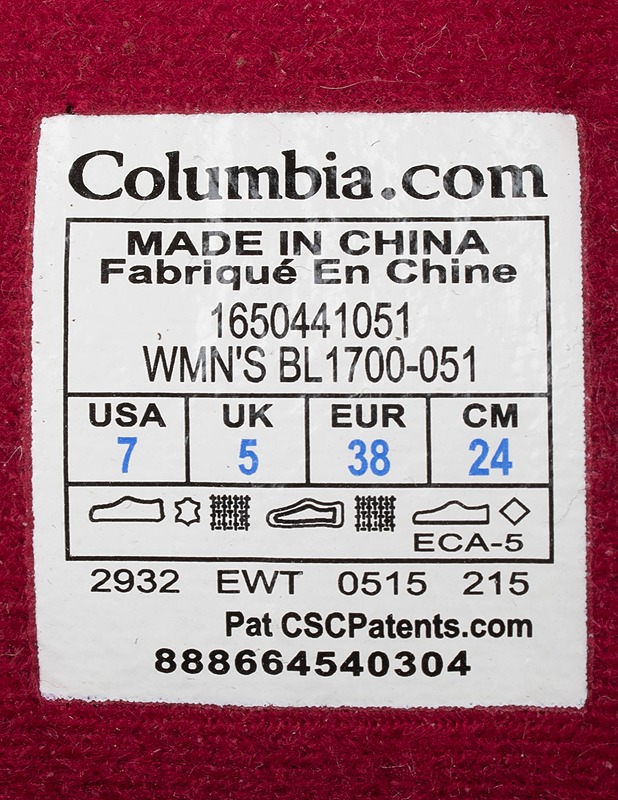 Columbia.com
MADE IN CHINA
Fabriqué En Chine
1650441051
WMN'S BL1700-051
USA UK EUR CM
7 5 38 24
ECA-5
2932 EWT 0515 215
Pat CSCPatents.com
888664540304